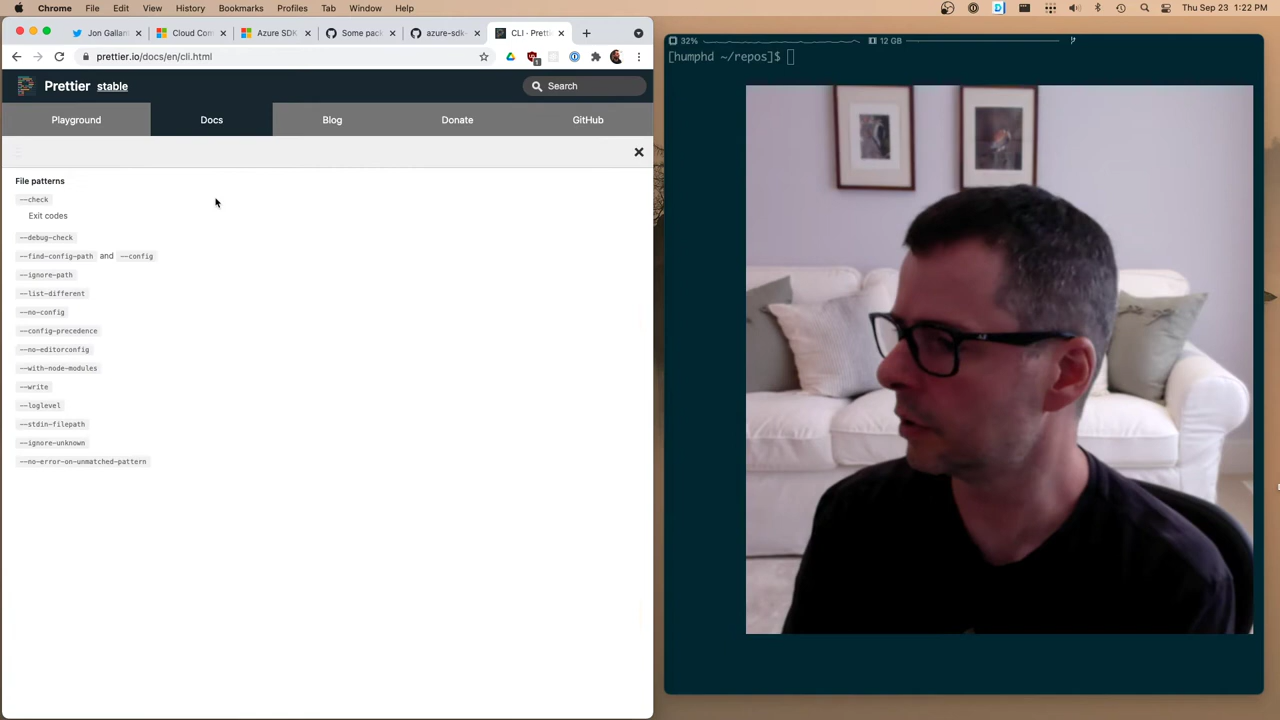 Chrome File Edit View History Bookmarks Profiles Tab Window Help Thu Sep 23 1:22 PM
Jon Gallan Cloud Com Azure SDK Some pack azure-sdk- CLI · Pretti
prettier.io/docs/en/cli.html
Prettier stable Search
Playground Docs Blog Donate GitHub
File patterns
--check
Exit codes
--debug-check
--find-config-path and --config
--ignore-path
--list-different
--no-config
--config-precedence
--no-editorconfig
--with-node-modules
--write
--loglevel
--stdin-filepath
--ignore-unknown
--no-error-on-unmatched-pattern
32% 12 GB
[humphd ~/repos]$